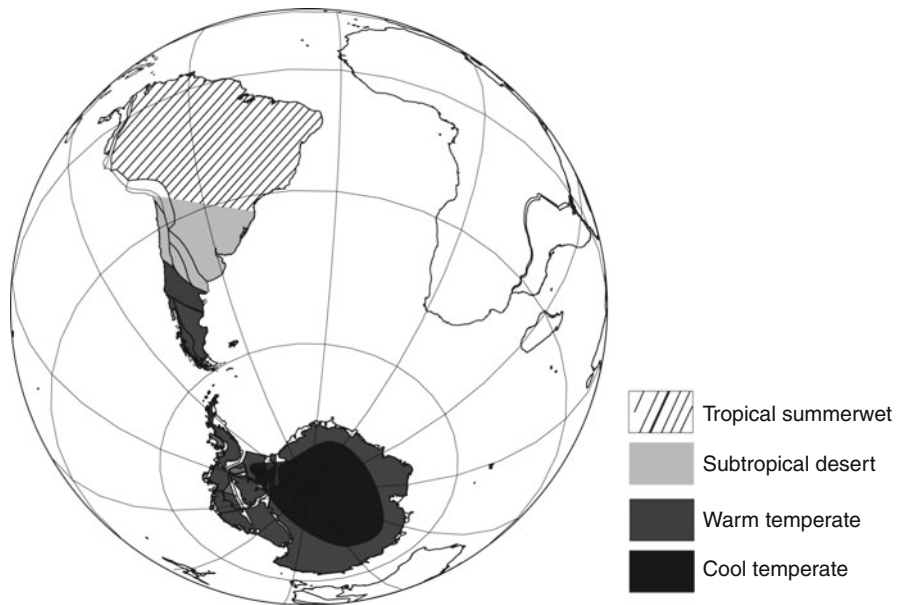 Tropical summerwet
Subtropical desert
Warm temperate
Cool temperate